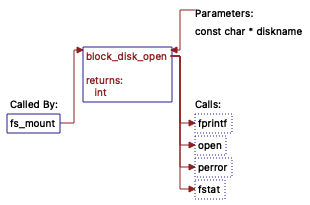 Parameters:
const char * diskname
block_disk_open
returns:
int
Called By:
fs_mount
Calls:
fprintf
open
perror
fstat